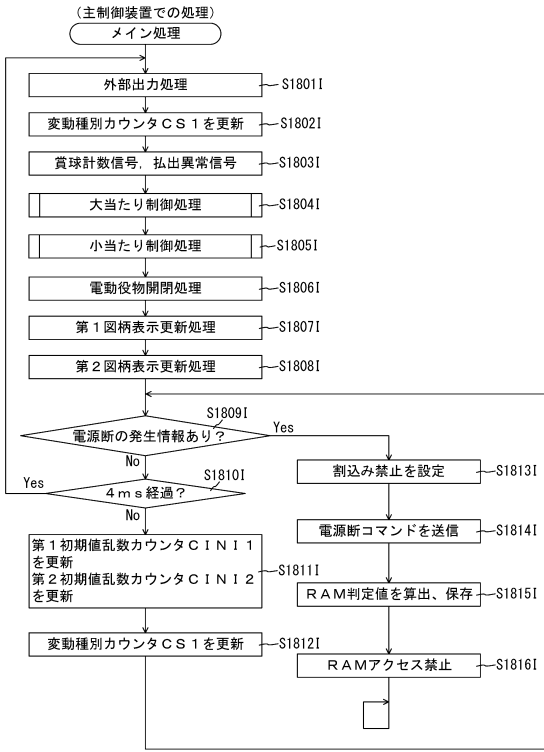 （主制御装置での処理）
メイン処理
外部出力処理
S1801I
変動種別カウンタＣＳ１を更新
S1802I
賞球計数信号，払出異常信号
S1803I
大当たり制御処理
S1804I
小当たり制御処理
S1805I
電動役物開閉処理
S1806I
第１図柄表示更新処理
S1807I
第２図柄表示更新処理
S1808I
S1809I
電源断の発生情報あり？
Yes
No
S1810I
Yes
４ｍｓ経過？
No
第１初期値乱数カウンタＣＩＮＩ１
を更新
第２初期値乱数カウンタＣＩＮＩ２
を更新
S1811I
変動種別カウンタＣＳ１を更新
S1812I
割込み禁止を設定
S1813I
電源断コマンドを送信
S1814I
ＲＡＭ判定値を算出、保存
S1815I
ＲＡＭアクセス禁止
S1816I